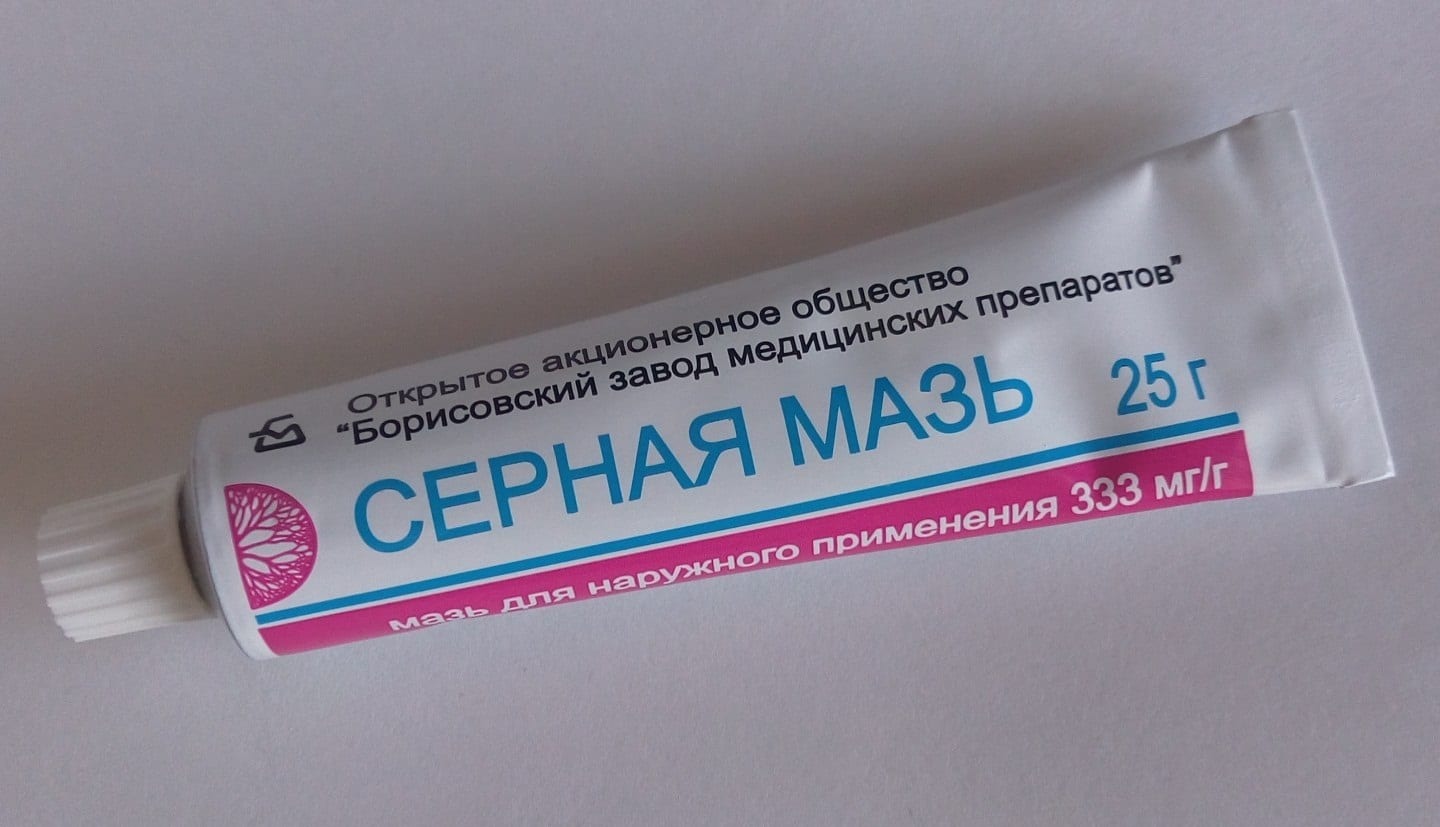 Открытое акционерное общество
“Борисовский завод медицинских препаратов”
СЕРНАЯ МАЗЬ 25 г
мазь для наружного применения 333 мг/г